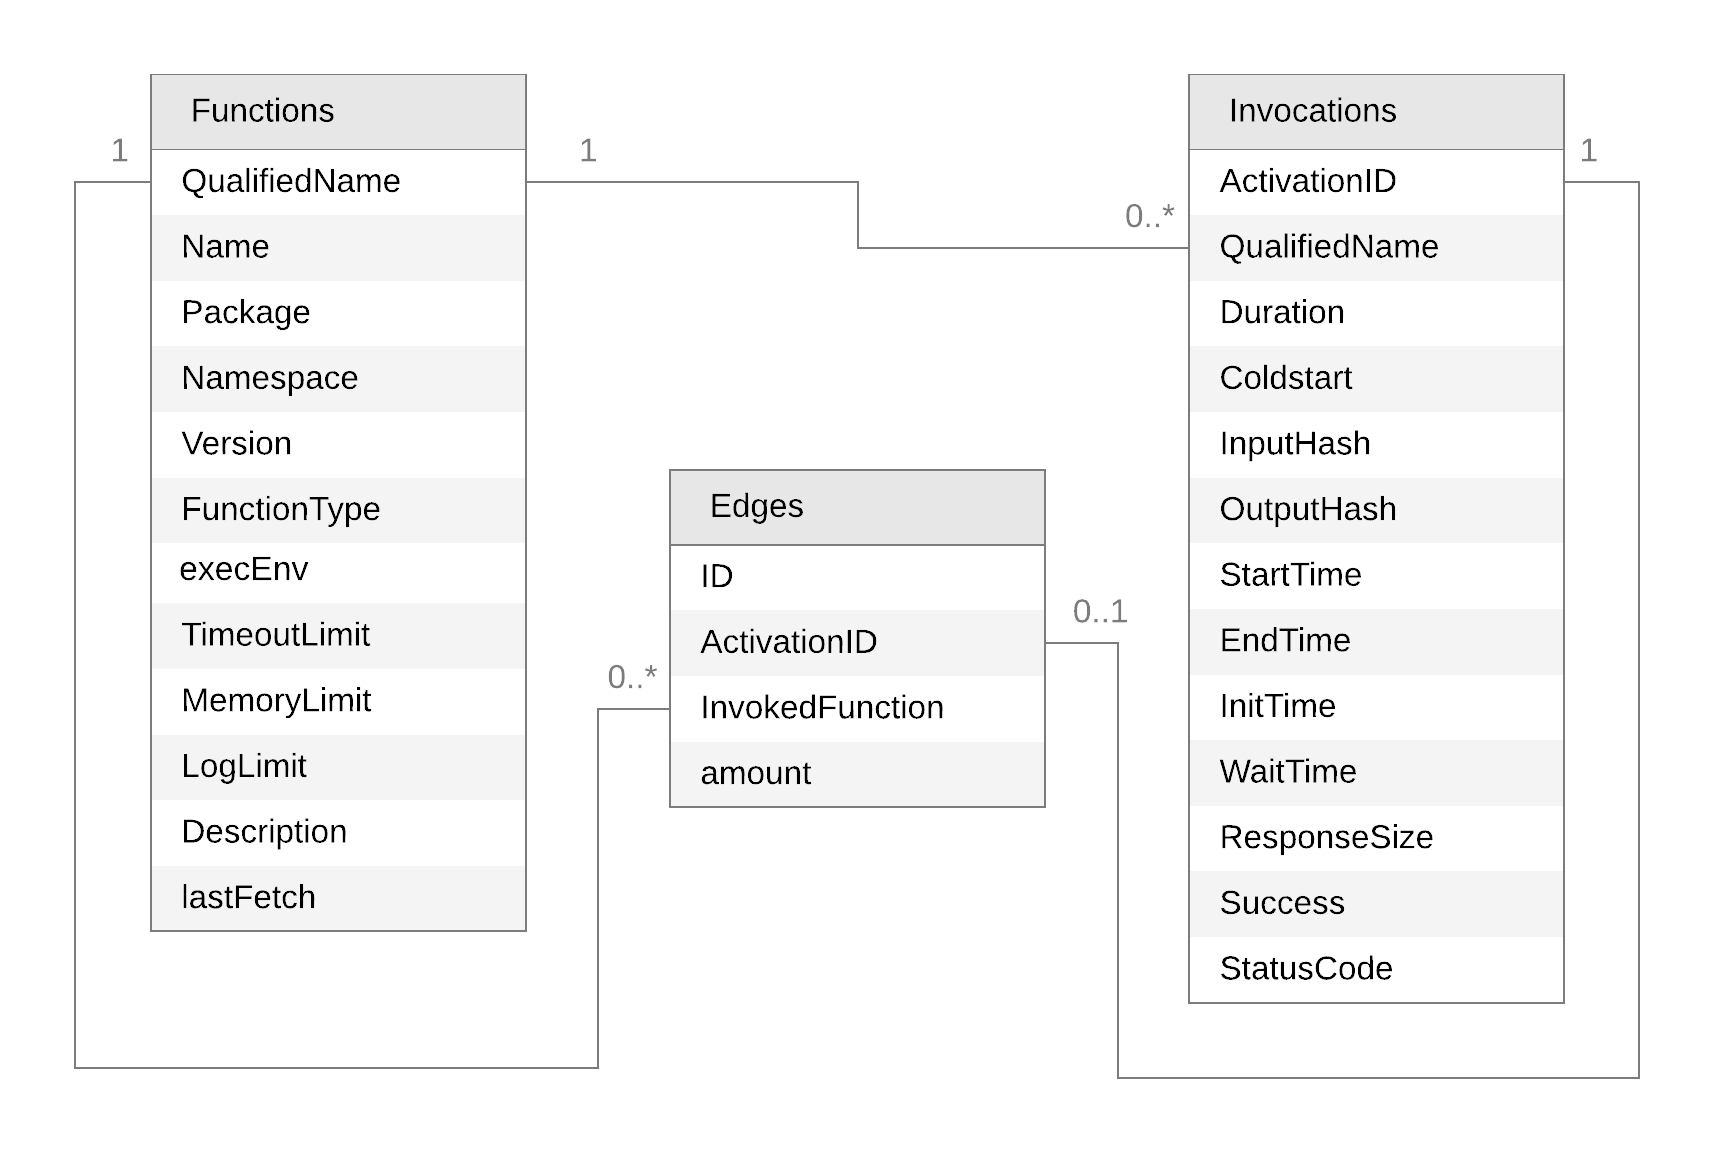 Functions
1
1
QualifiedName
Name
Package
Namespace
Version
FunctionType
execEnv
TimeoutLimit
MemoryLimit
LogLimit
Description
lastFetch
Edges
ID
ActivationID
InvokedFunction
amount
0..*
0..1
Invocations
1
0..*
ActivationID
QualifiedName
Duration
Coldstart
InputHash
OutputHash
StartTime
EndTime
InitTime
WaitTime
ResponseSize
Success
StatusCode